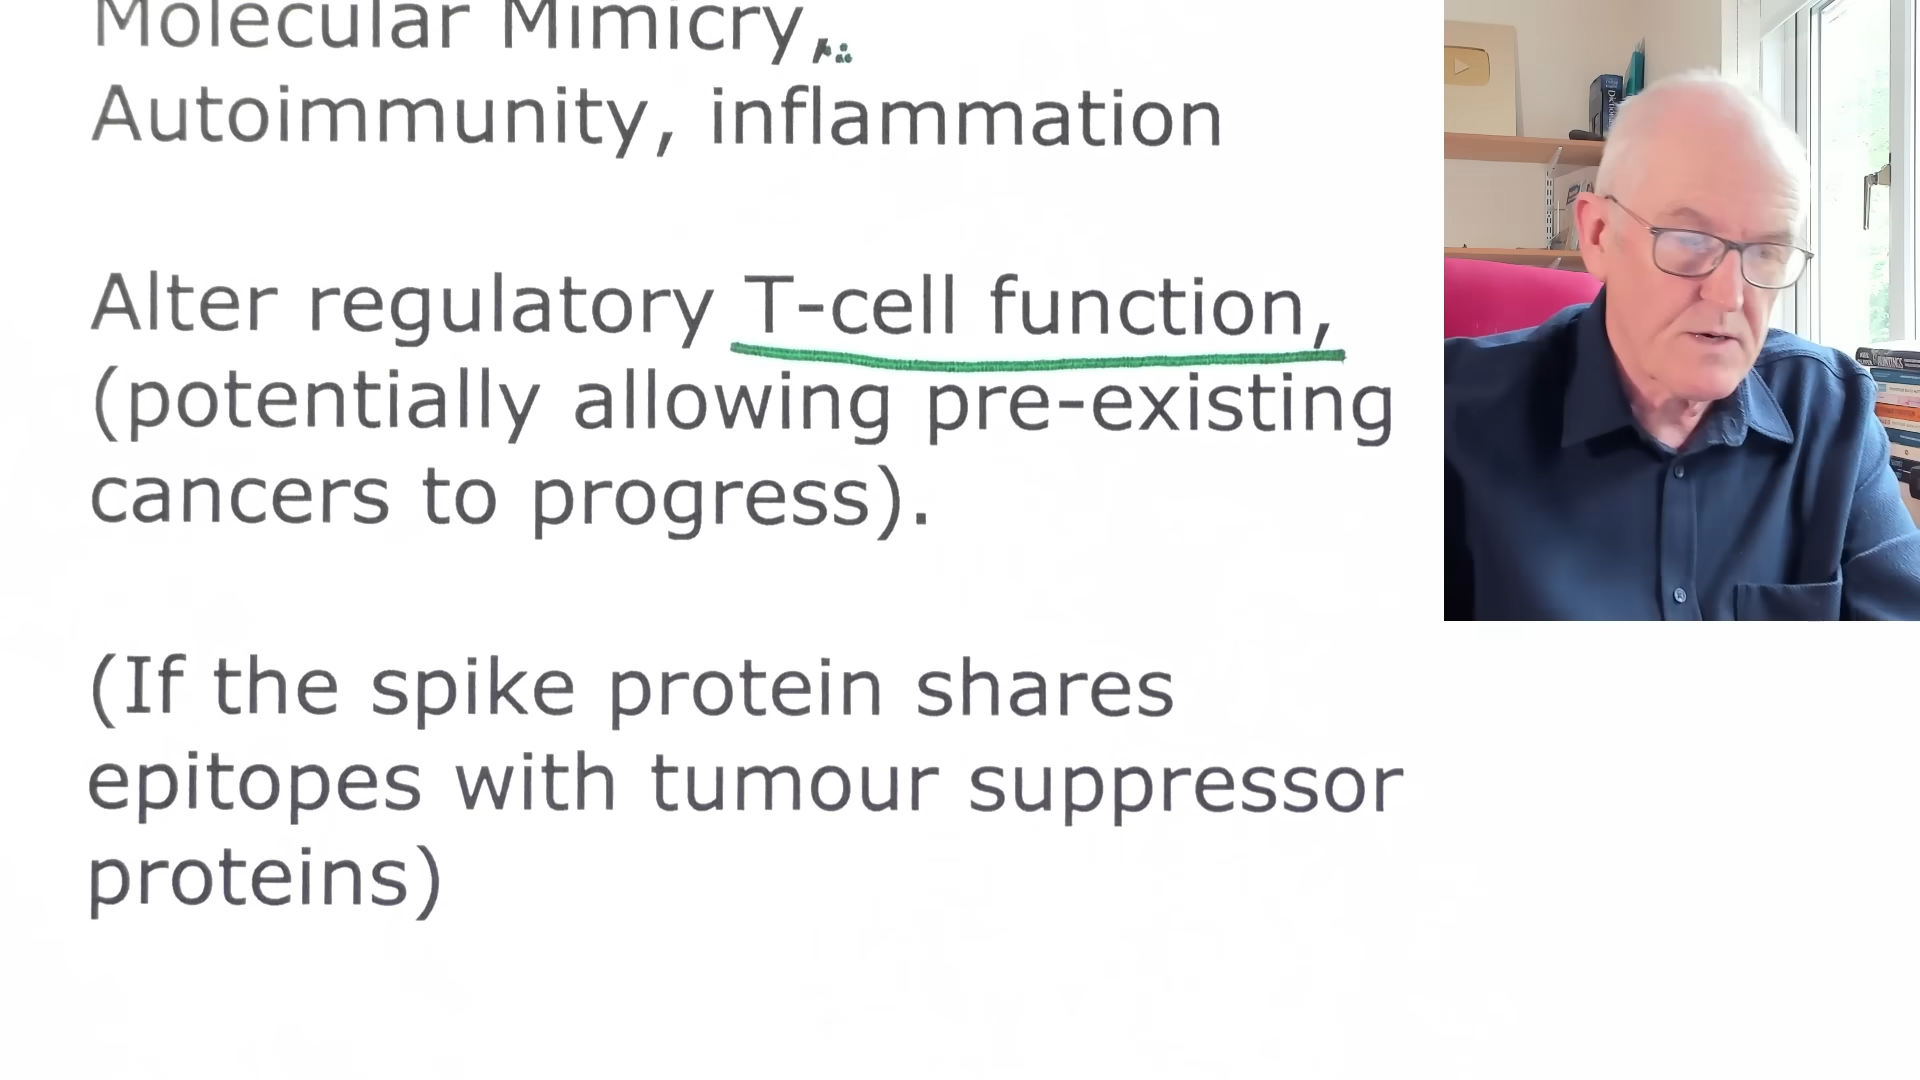 Molecular Mimicry,
Autoimmunity, inflammation
Alter regulatory T-cell function,
(potentially allowing pre-existing
cancers to progress).
(If the spike protein shares
epitopes with tumour suppressor
proteins)